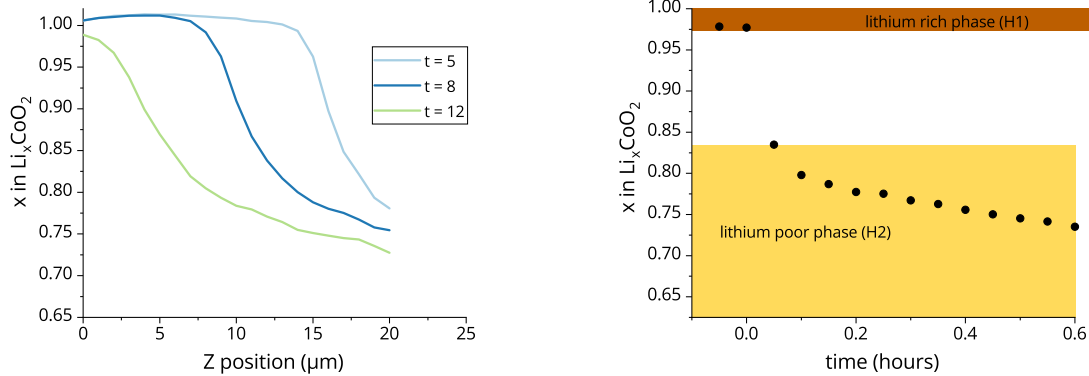 1.00
0.95
0.90
0.85
0.80
0.75
0.70
0.65
x in LiₓCoO₂
0
5
10
15
20
25
Z position (μm)
t = 5
t = 8
t = 12
1.00
0.95
0.90
0.85
0.80
0.75
0.70
0.65
x in LiₓCoO₂
lithium rich phase (H1)
lithium poor phase (H2)
0.0
0.2
0.4
0.6
time (hours)